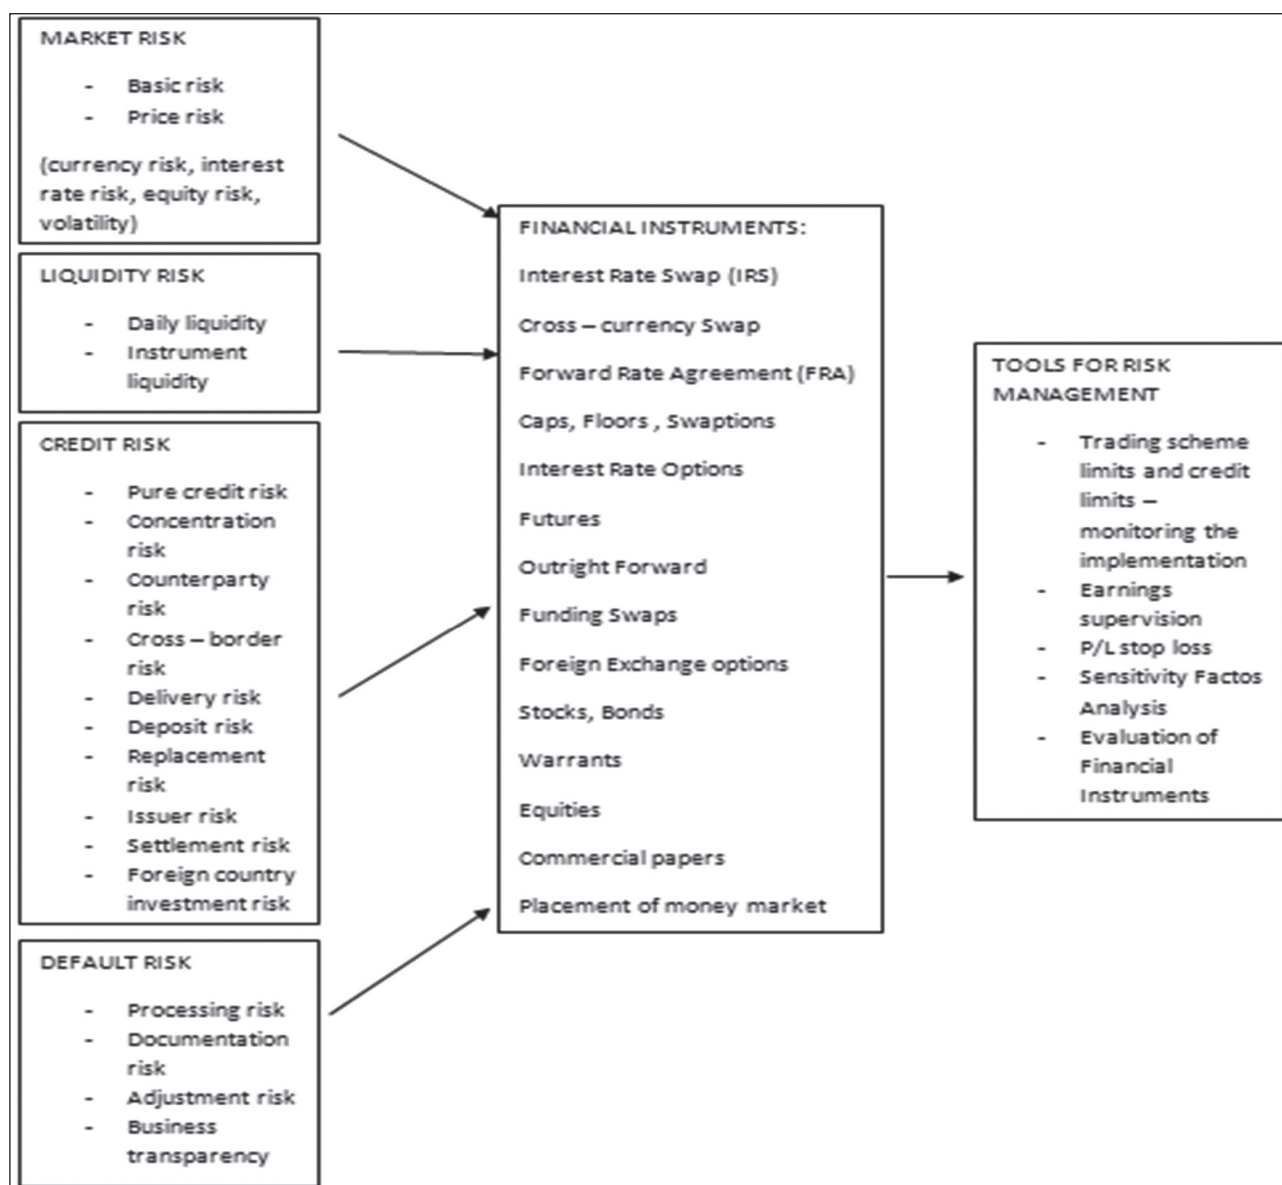 MARKET RISK
- Basic risk
- Price risk
(currency risk, interest
rate risk, equity risk,
volatility)
LIQUIDITY RISK
- Daily liquidity
- Instrument
liquidity
CREDIT RISK
- Pure credit risk
- Concentration
risk
- Counterparty
risk
- Cross – border
risk
- Delivery risk
- Deposit risk
- Replacement
risk
- Issuer risk
- Settlement risk
- Foreign country
investment risk
DEFAULT RISK
- Processing risk
- Documentation
risk
- Adjustment risk
- Business
transparency
FINANCIAL INSTRUMENTS:
Interest Rate Swap (IRS)
Cross – currency Swap
Forward Rate Agreement (FRA)
Caps, Floors , Swaptions
Interest Rate Options
Futures
Outright Forward
Funding Swaps
Foreign Exchange options
Stocks, Bonds
Warrants
Equities
Commercial papers
Placement of money market
TOOLS FOR RISK
MANAGEMENT
- Trading scheme
limits and credit
limits –
monitoring the
implementation
- Earnings
supervision
- P/L stop loss
- Sensitivity Factos
Analysis
- Evaluation of
Financial
Instruments